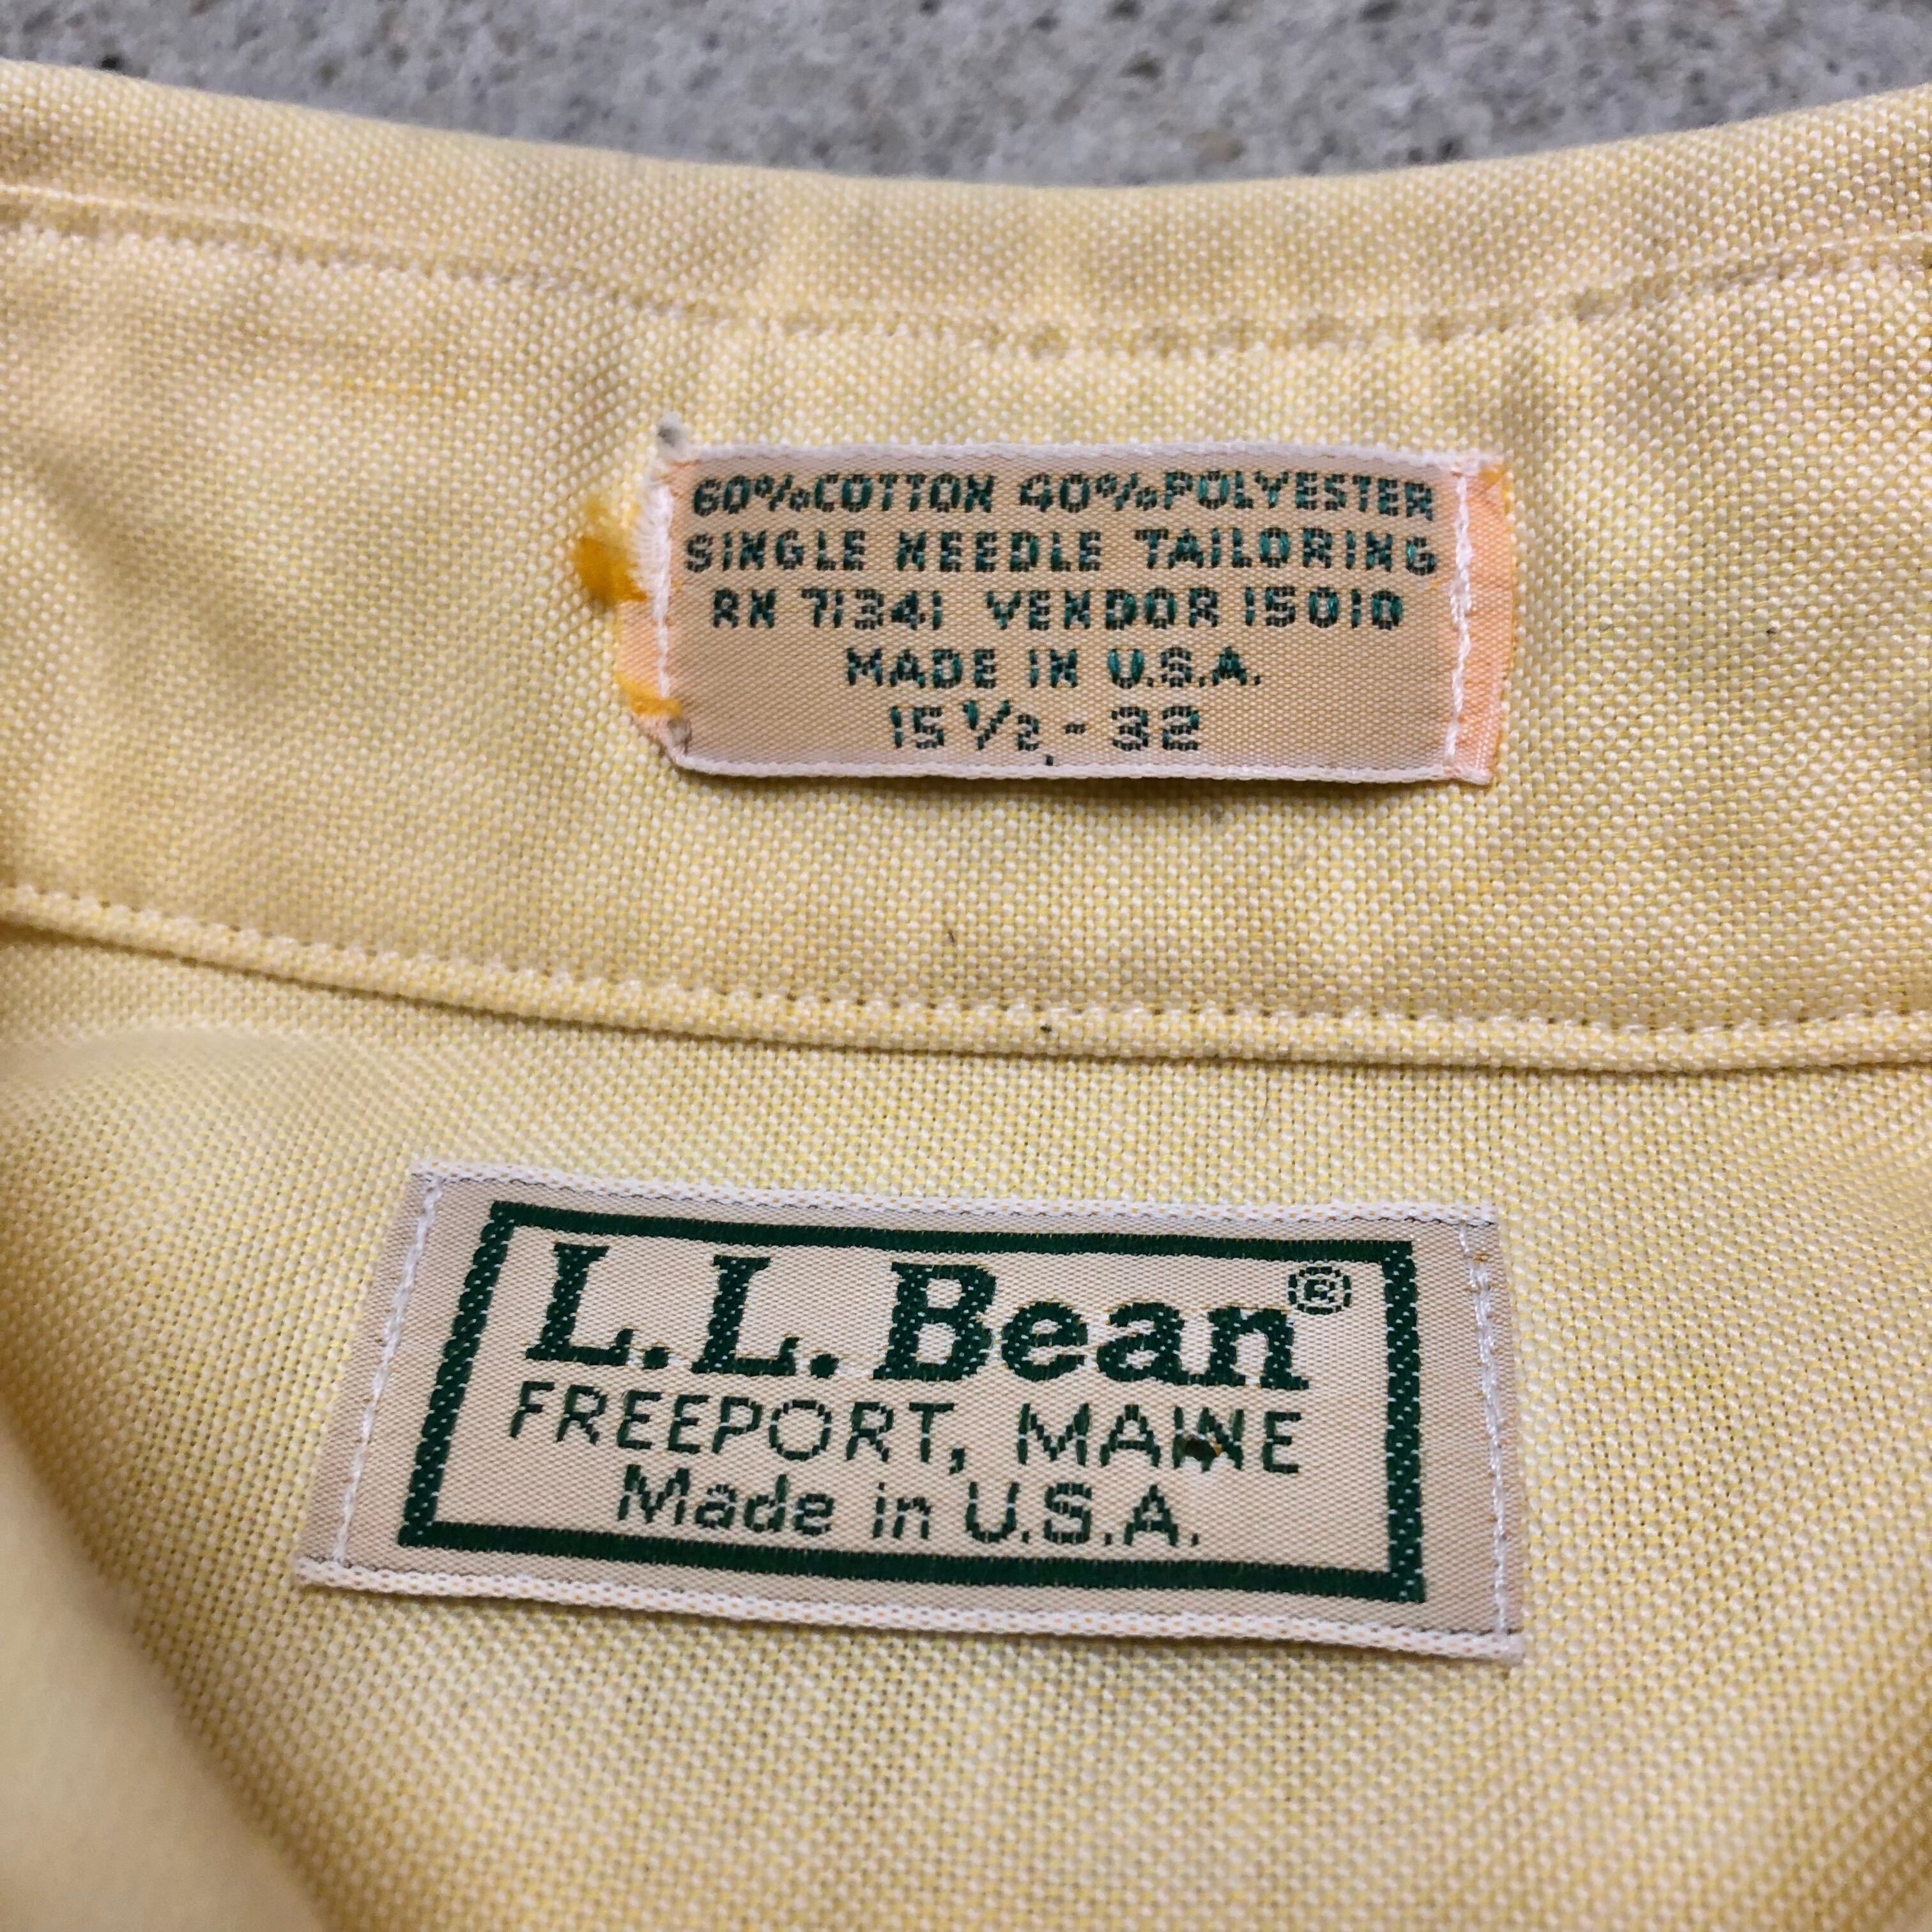 60% COTTON 40% POLYESTER
SINGLE NEEDLE TAILORING
RN 71341 VENDOR 15010
MADE IN U.S.A.
15 1/2 - 32
L.L.Bean®
FREEPORT, MAINE
Made in U.S.A.